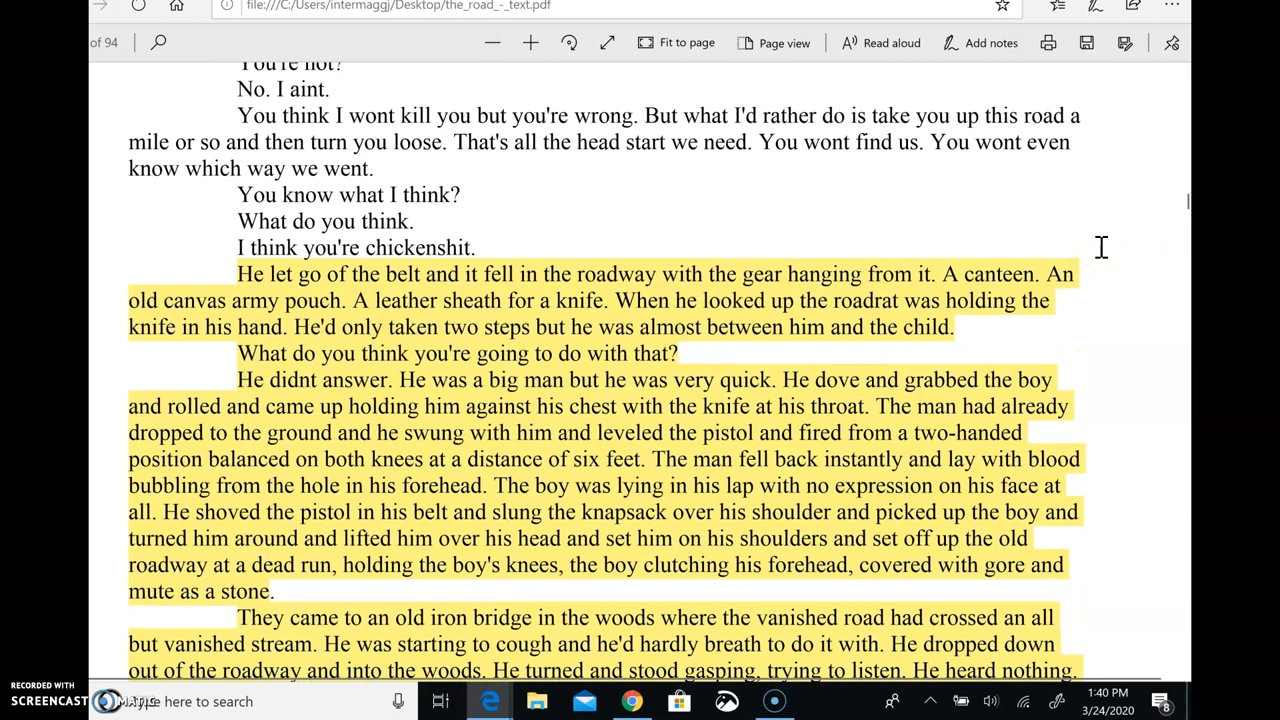 file:///C:/Users/intermaggj/Desktop/the_road_-_text.pdf
of 94
Fit to page
Page view
Read aloud
Add notes
You're not?
No. I aint.
You think I wont kill you but you're wrong. But what I'd rather do is take you up this road a
mile or so and then turn you loose. That's all the head start we need. You wont find us. You wont even
know which way we went.
You know what I think?
What do you think.
I think you're chickenshit.
He let go of the belt and it fell in the roadway with the gear hanging from it. A canteen. An
old canvas army pouch. A leather sheath for a knife. When he looked up the roadrat was holding the
knife in his hand. He'd only taken two steps but he was almost between him and the child.
What do you think you're going to do with that?
He didnt answer. He was a big man but he was very quick. He dove and grabbed the boy
and rolled and came up holding him against his chest with the knife at his throat. The man had already
dropped to the ground and he swung with him and leveled the pistol and fired from a two-handed
position balanced on both knees at a distance of six feet. The man fell back instantly and lay with blood
bubbling from the hole in his forehead. The boy was lying in his lap with no expression on his face at
all. He shoved the pistol in his belt and slung the knapsack over his shoulder and picked up the boy and
turned him around and lifted him over his head and set him on his shoulders and set off up the old
roadway at a dead run, holding the boy's knees, the boy clutching his forehead, covered with gore and
mute as a stone.
They came to an old iron bridge in the woods where the vanished road had crossed an all
but vanished stream. He was starting to cough and he'd hardly breath to do it with. He dropped down
out of the roadway and into the woods. He turned and stood gasping, trying to listen. He heard nothing.
RECORDED WITH
SCREENCAST MATIC
Type here to search
1:40 PM
3/24/2020
8